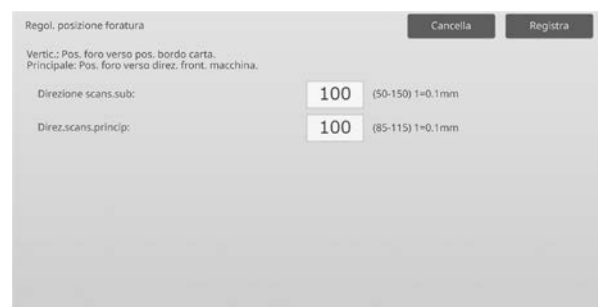 Regol. posizione foratura
Cancella
Registra
Vertic.: Pos. foro verso pos. bordo carta.
Principale: Pos. foro verso direz. front. macchina.
Direzione scans.sub: 100 (50-150) 1=0.1mm
Direz.scans.princip: 100 (85-115) 1=0.1mm